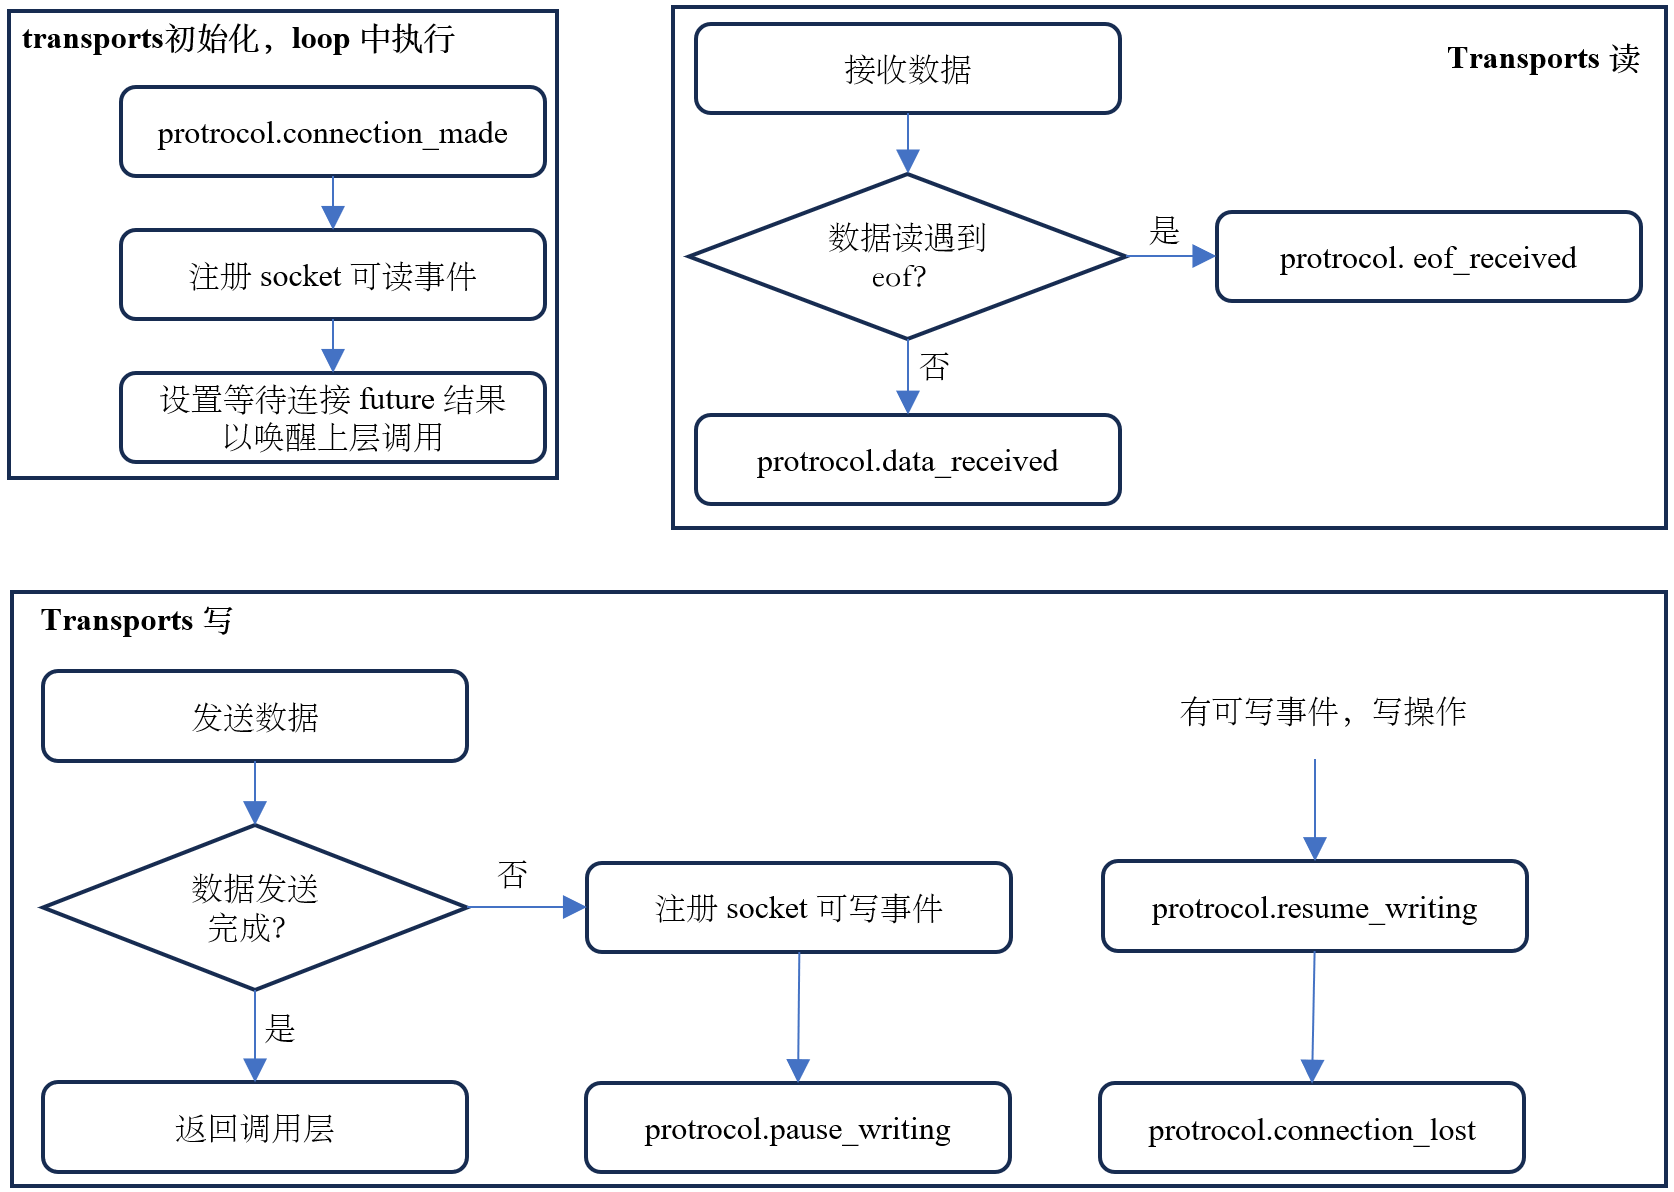 transports初始化，loop 中执行
protrocol.connection_made
注册 socket 可读事件
设置等待连接 future 结果
以唤醒上层调用
Transports 读
接收数据
数据读遇到
eof?
是
protrocol. eof_received
否
protrocol.data_received
Transports 写
发送数据
数据发送
完成?
否
注册 socket 可写事件
是
返回调用层
protrocol.pause_writing
有可写事件，写操作
protrocol.resume_writing
protrocol.connection_lost